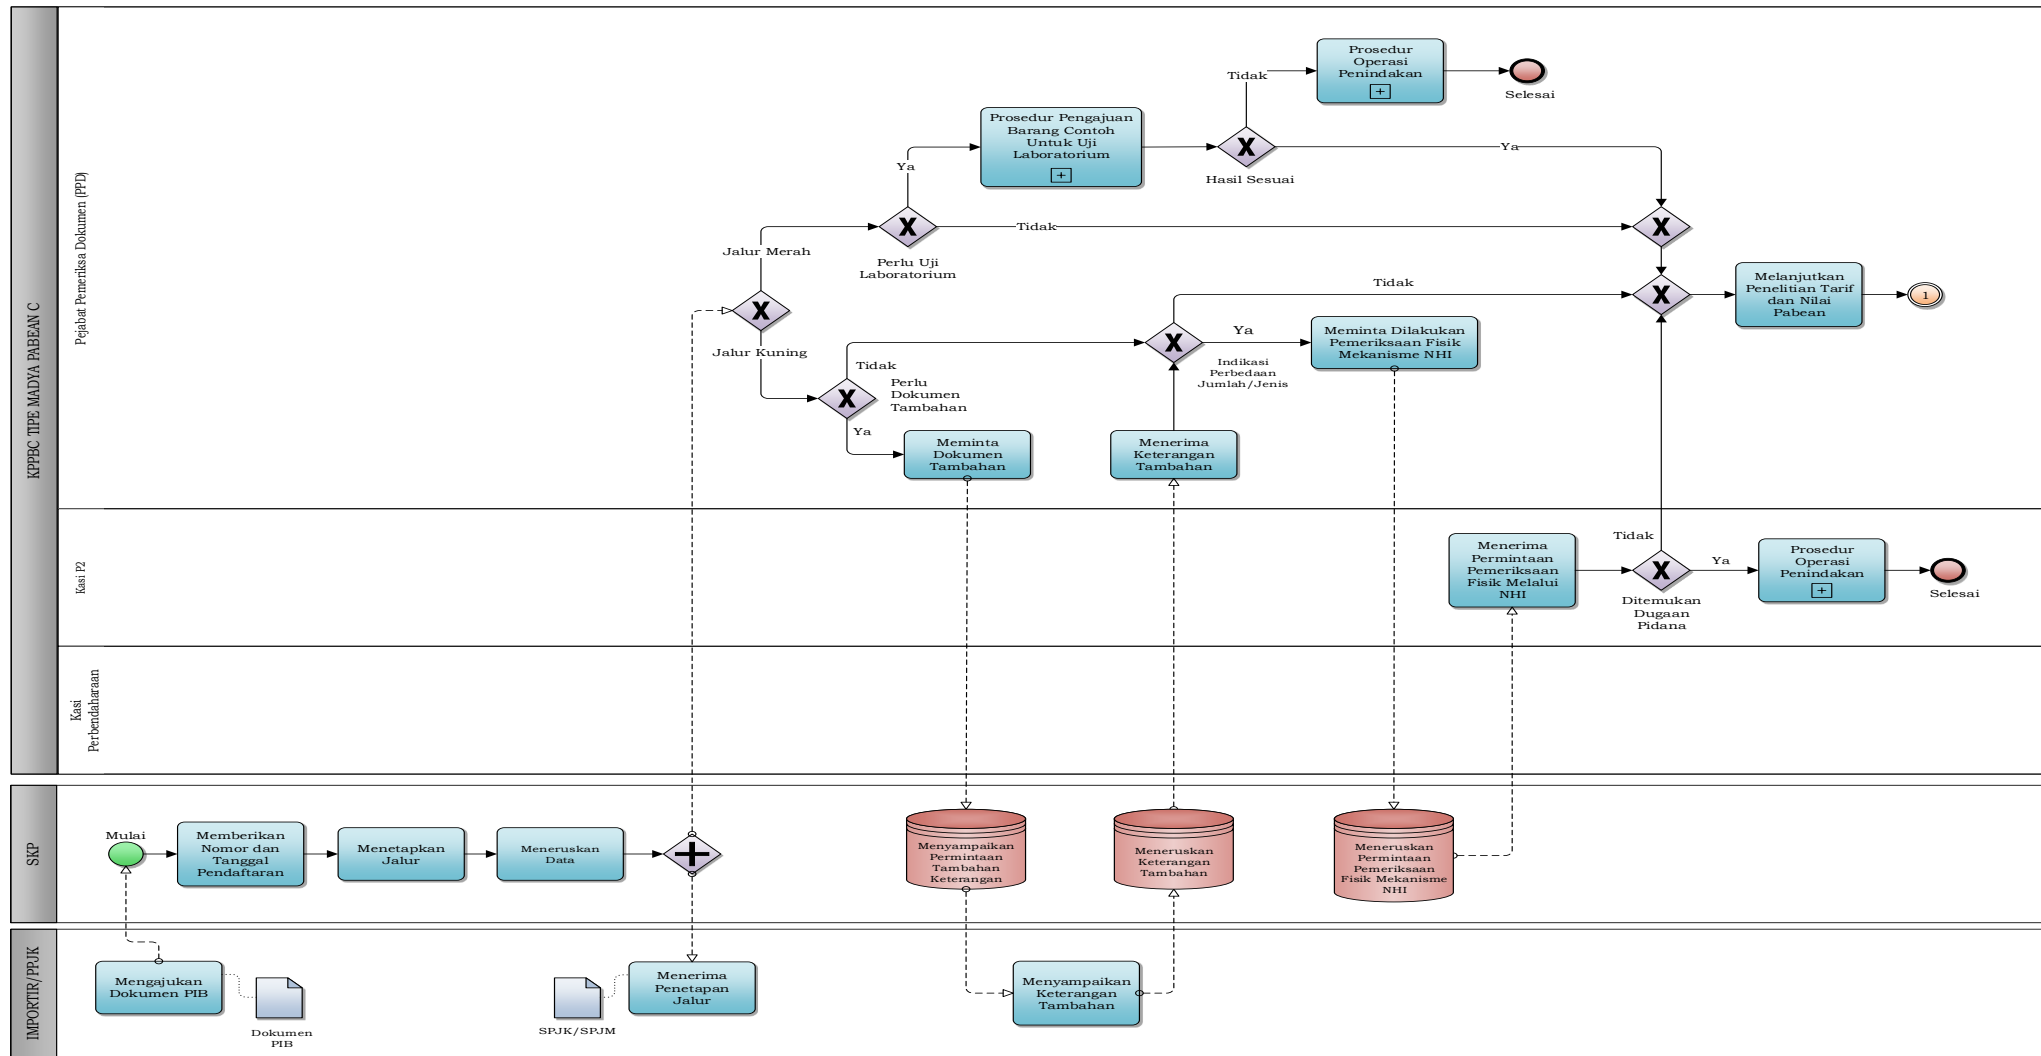 KPPBC TIPE MADYA PABEAN C
Pejabat Pemeriksa Dokumen (PPD)
Prosedur
Operasi
Penindakan
Tidak
Selesai
Prosedur Pengajuan
Barang Contoh
Untuk Uji
Laboratorium
Ya
Hasil Sesuai
Ya
Tidak
Perlu Uji
Laboratorium
Jalur Merah
Jalur Kuning
Tidak
Perlu
Dokumen
Tambahan
Ya
Meminta
Dokumen
Tambahan
Menerima
Keterangan
Tambahan
Tidak
Ya
Indikasi
Perbedaan
Jumlah/Jenis
Meminta Dilakukan
Pemeriksaan Fisik
Mekanisme NHI
Melanjutkan
Penelitian Tarif
dan Nilai
Pabean
1
Kasi P2
Menerima
Permintaan
Pemeriksaan
Fisik Melalui
NHI
Tidak
Ditemukan
Dugaan
Pidana
Ya
Prosedur
Operasi
Penindakan
Selesai
Kasi
Perbendaharaan
SKP
Mulai
Memberikan
Nomor dan
Tanggal
Pendaftaran
Menetapkan
Jalur
Meneruskan
Data
Menyampaikan
Permintaan
Tambahan
Keterangan
Meneruskan
Keterangan
Tambahan
Meneruskan
Permintaan
Pemeriksaan
Fisik Mekanisme
NHI
IMPORTIR/PPJK
Mengajukan
Dokumen PIB
Dokumen
PIB
SPJK/SPJM
Menerima
Penetapan
Jalur
Menyampaikan
Keterangan
Tambahan